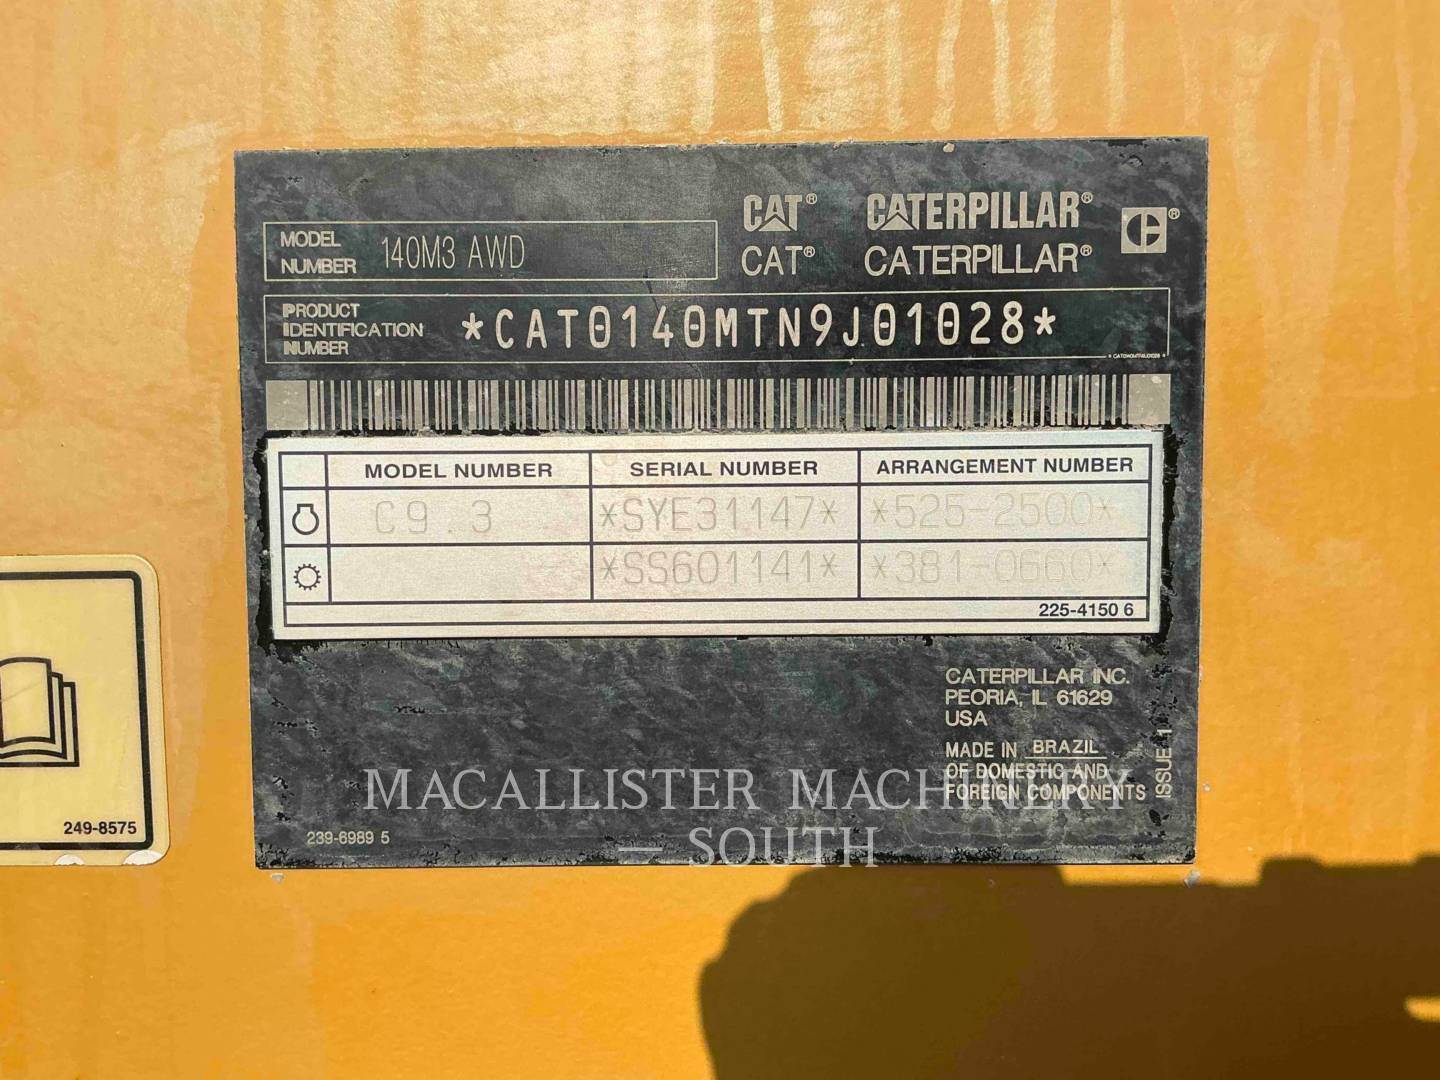 MODEL NUMBER 140M3 AWD
CAT® CATERPILLAR®
CAT® CATERPILLAR®
PRODUCT IDENTIFICATION NUMBER *CAT0140MTN9J01028*
MODEL NUMBER SERIAL NUMBER ARRANGEMENT NUMBER
C9.3 *SYE31147* *525-2500*
*SS601141* *381-0660*
225-4150 6
CATERPILLAR INC.
PEORIA, IL 61629
USA
MADE IN BRAZIL
OF DOMESTIC AND
FOREIGN COMPONENTS
ISSUE 1
239-6989 5
249-8575
MACALLISTER MACHINERY
— SOUTH